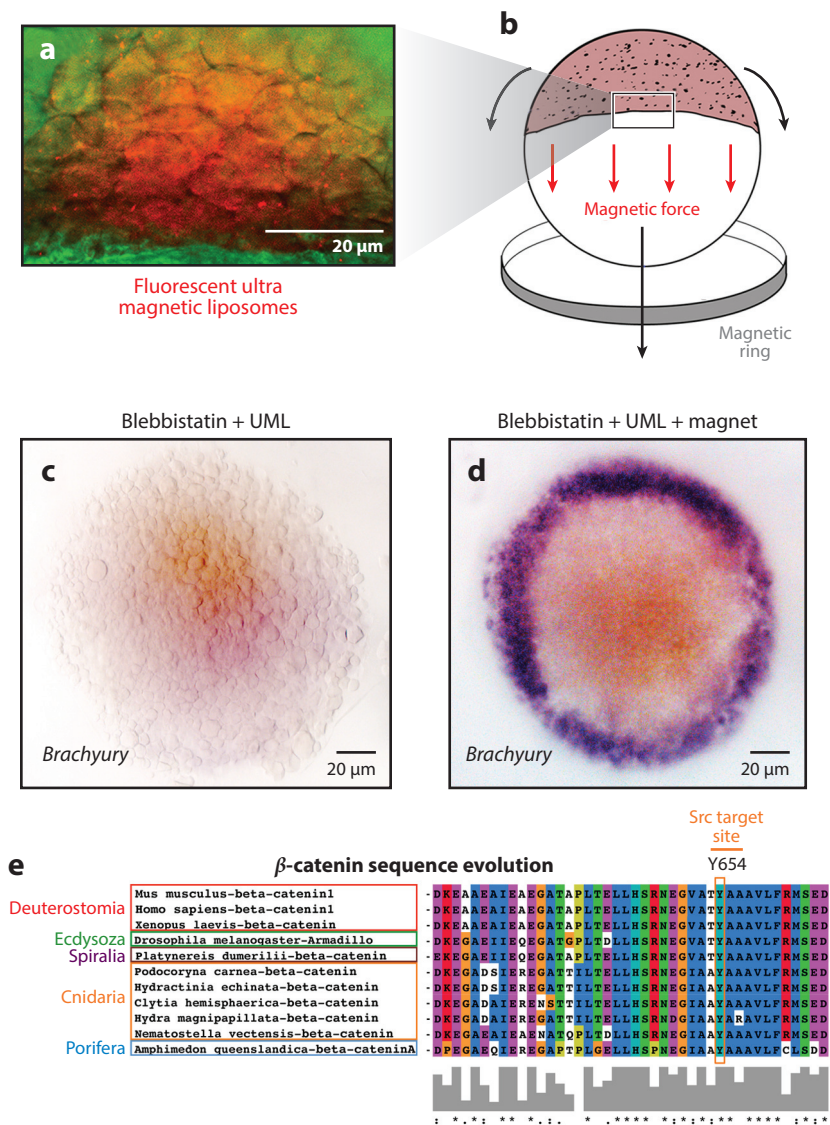 a
20 µm
Fluorescent ultra
magnetic liposomes
b
Magnetic force
Magnetic
ring
Blebbistatin + UML
c
Brachyury
20 µm
Blebbistatin + UML + magnet
d
Brachyury
20 µm
Src target
site
Y654
e
β-catenin sequence evolution
Deuterostomia
Ecdysoza
Spiralia
Cnidaria
Porifera
Mus musculus-beta-catenin1 -DKEAAEAIEAEGATAPLTELLHSRNEGVATYAAAVLFRMSED
Homo sapiens-beta-catenin1 -DKEAAEAIEAEGATAPLTELLHSRNEGVATYAAAVLFRMSED
Xenopus laevis-beta-catenin -DKEAAEAIEAEGATAPLTELLHSRNEGVATYAAAVLFRMSED
Drosophila melanogaster-Armadillo -DKEGAEIIEQEGATGPLTDLLHSRNEGVATYAAAVLFRMSED
Platynereis dumerilii-beta-catenin -EKEGAEIIEQEGATAPLTELLHSRNEGVATYAAAVLFRMSED
Podocoryna carnea-beta-catenin -DKEGADSIEREGATTILTELLHSRNEGIAAYAAAVLFRMSED
Hydractinia echinata-beta-catenin -DKEGADSIEREGATTILTELLHSRNEGIAAYAAAVLFRMSED
Clytia hemisphaerica-beta-catenin -DKEGADAIERENSTTILTELLHSRNEGIAAYAAAVLFRMSED
Hydra magnipapillata-beta-catenin -DKEGADAIEREGATTILTELLHSRNEGIAAYARAVLFRMSED
Nematostella vectensis-beta-catenin -DKEGAEAIEAENATQPLTDLLHSRNEGIAAYAAAVLFRMSED
Amphimedon queenslandica-beta-cateninA -DPEGAEQIEREGAPTPLGELLHSPNEGIAAYAAAVLFCLSDD